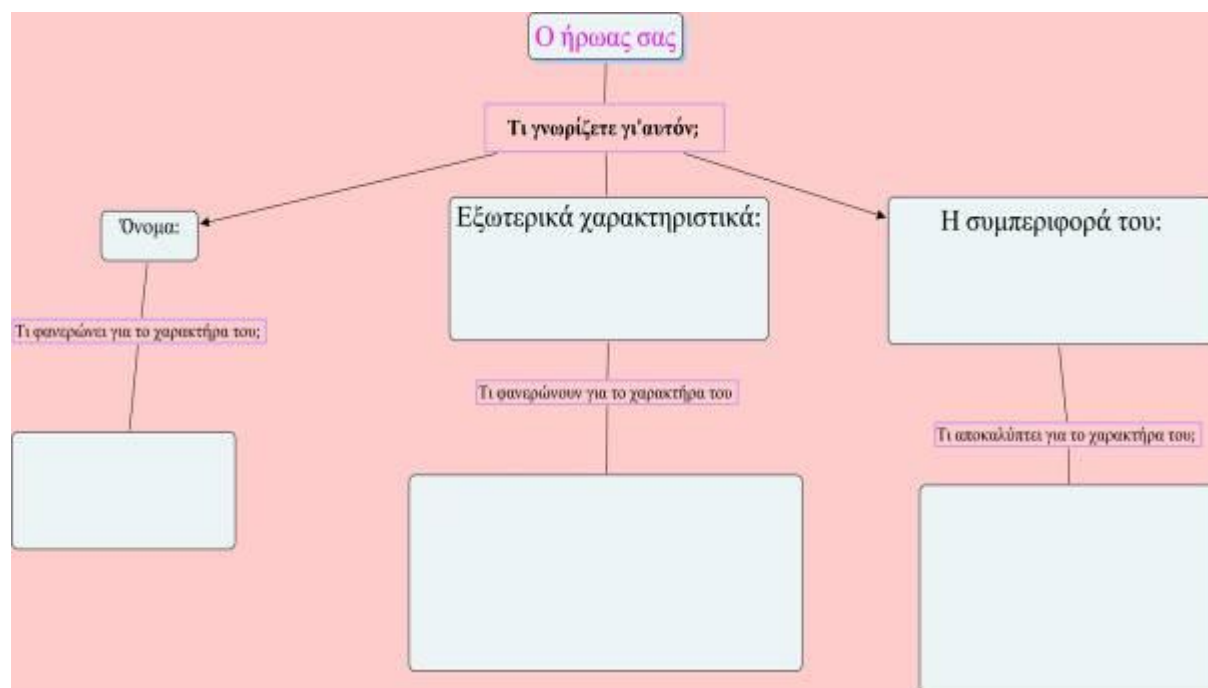 Ο ήρωας σας
Τι γνωρίζετε γι'αυτόν;
Όνομα:
Εξωτερικά χαρακτηριστικά:
Η συμπεριφορά του:
Τι φανερώνει για το χαρακτήρα του;
Τι φανερώνουν για το χαρακτήρα του
Τι αποκαλύπτει για το χαρακτήρα του;